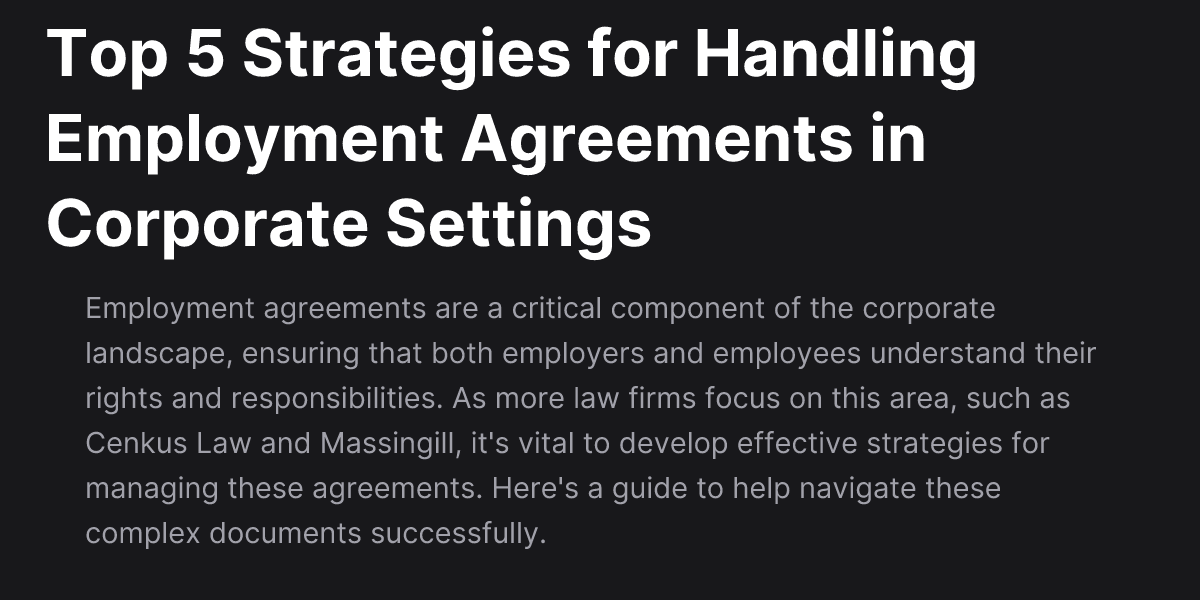 Top 5 Strategies for Handling
Employment Agreements in
Corporate Settings
Employment agreements are a critical component of the corporate
landscape, ensuring that both employers and employees understand their
rights and responsibilities. As more law firms focus on this area, such as
Cenkus Law and Massingill, it's vital to develop effective strategies for
managing these agreements. Here's a guide to help navigate these
complex documents successfully.